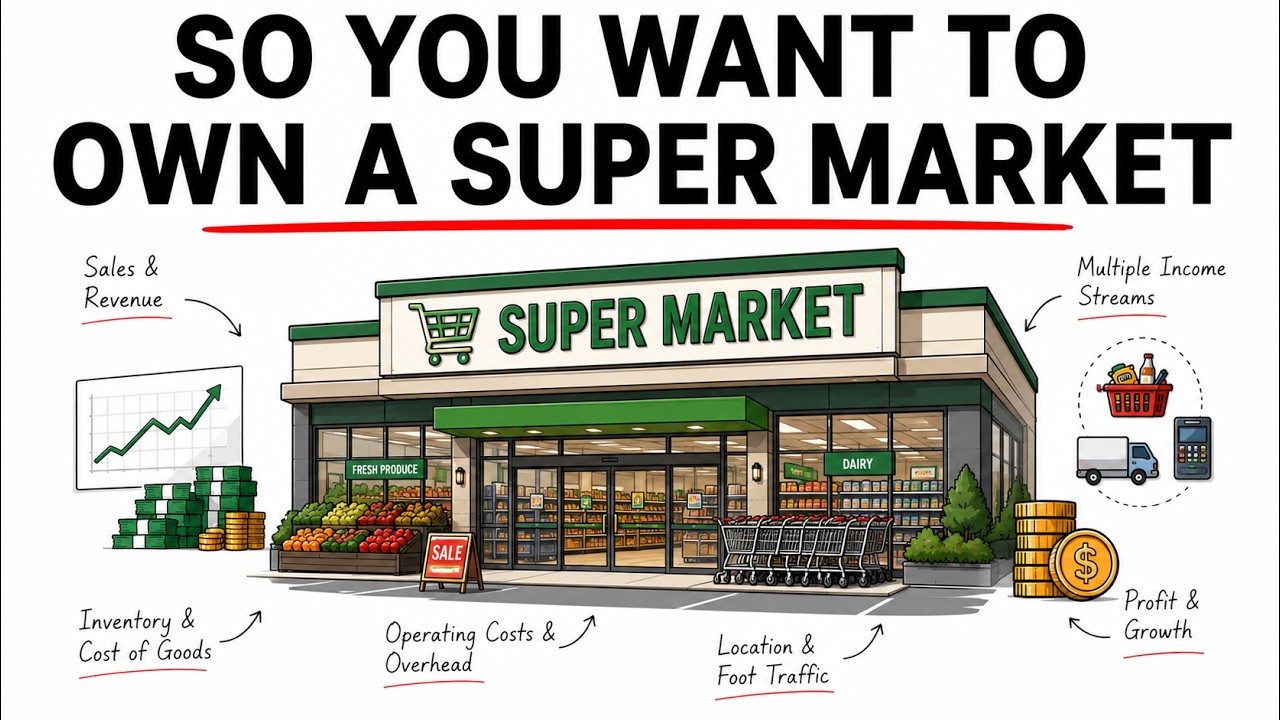 SO YOU WANT TO
OWN A SUPER MARKET
Sales &
Revenue
Multiple Income
Streams
SUPER MARKET
FRESH PRODUCE
DAIRY
SALE
$
Inventory &
Cost of Goods
Operating Costs &
Overhead
Location &
Foot Traffic
Profit &
Growth